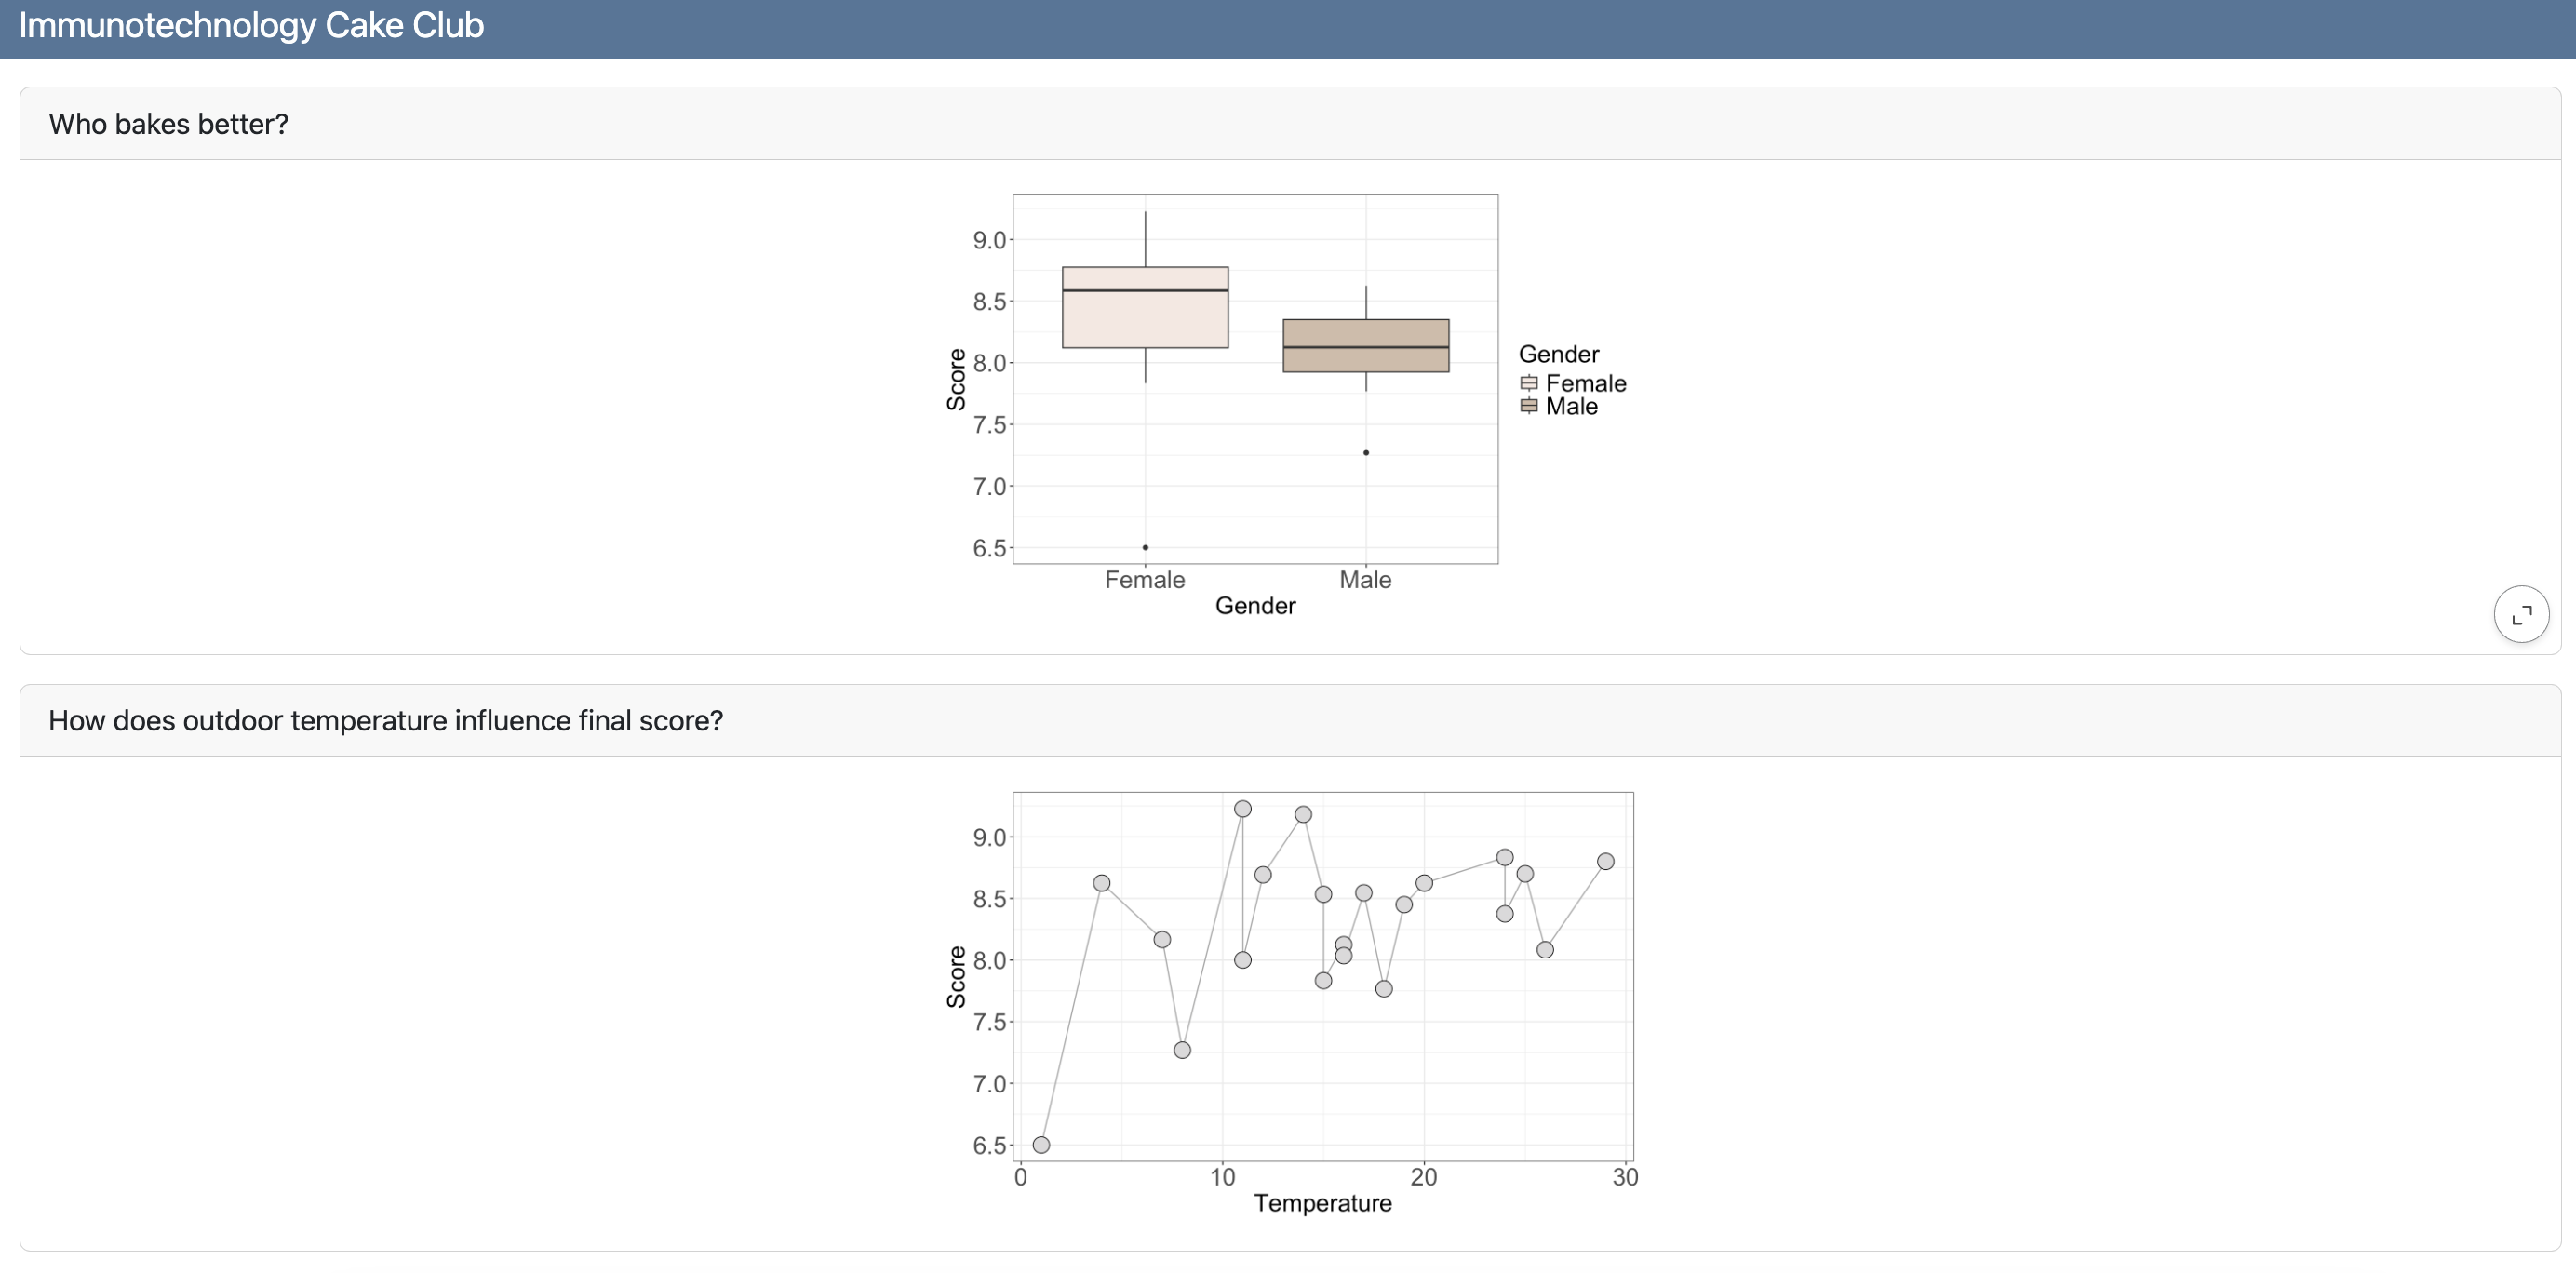 Immunotechnology Cake Club
Who bakes better?
9.0
8.5
8.0
7.5
7.0
6.5
Score
Female
Male
Gender
Gender
Female
Male
How does outdoor temperature influence final score?
9.0
8.5
8.0
7.5
7.0
6.5
Score
0
10
20
30
Temperature